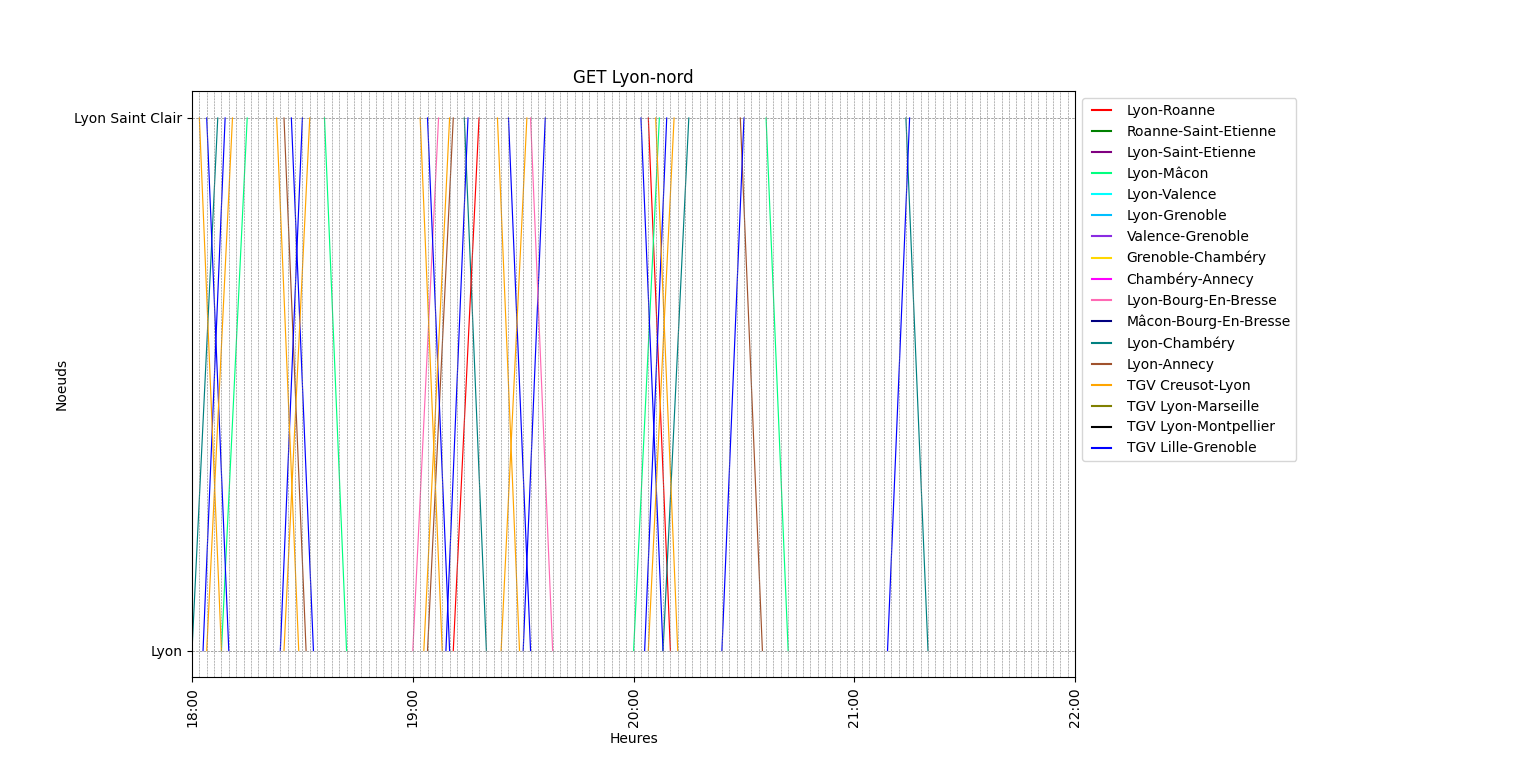 GET Lyon-nord
Lyon Saint Clair
Lyon
Noeuds
18:00
19:00
20:00
21:00
22:00
Heures
Lyon-Roanne
Roanne-Saint-Etienne
Lyon-Saint-Etienne
Lyon-Mâcon
Lyon-Valence
Lyon-Grenoble
Valence-Grenoble
Grenoble-Chambéry
Chambéry-Annecy
Lyon-Bourg-En-Bresse
Mâcon-Bourg-En-Bresse
Lyon-Chambéry
Lyon-Annecy
TGV Creusot-Lyon
TGV Lyon-Marseille
TGV Lyon-Montpellier
TGV Lille-Grenoble